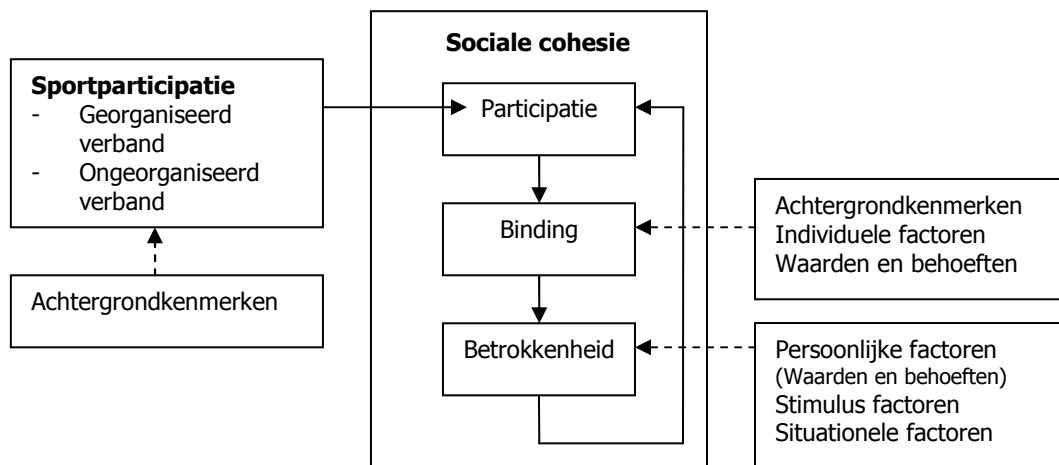 Sportparticipatie
- Georganiseerd
verband
- Ongeorganiseerd
verband
Achtergrondkenmerken
Sociale cohesie
Participatie
Binding
Betrokkenheid
Achtergrondkenmerken
Individuele factoren
Waarden en behoeften
Persoonlijke factoren
(Waarden en behoeften)
Stimulus factoren
Situationele factoren